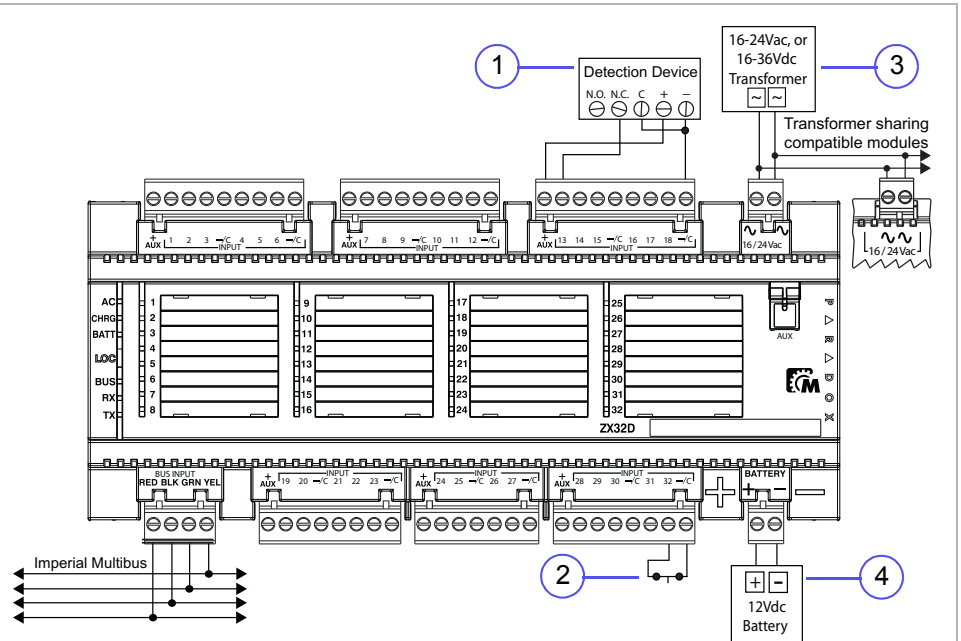 1
Detection Device
N.O. N.C. C + −
16-24Vac, or
16-36Vdc
Transformer
~ ~
3
Transformer sharing
compatible modules
+
AUX 1 2 3 ⏤/C 4 5 6 ⏤/C
INPUT
+
AUX 7 8 9 ⏤/C 10 11 12 ⏤/C
INPUT
+
AUX 13 14 15 ⏤/C 16 17 18 ⏤/C
INPUT
16/24Vac
16/24Vac
AC
CHRG
BATT
LOC
BUS
RX
TX
1
2
3
4
5
6
7
8
9
10
11
12
13
14
15
16
17
18
19
20
21
22
23
24
25
26
27
28
29
30
31
32
AUX
PARADOX
M
ZX32D
BUS INPUT
RED BLK GRN YEL
+
AUX 19 20 ⏤/C 21 22 23 ⏤/C
INPUT
+
AUX 24 25 ⏤/C 26 27 ⏤/C
INPUT
+
AUX 28 29 30 ⏤/C 31 32 ⏤/C
INPUT
BATTERY
+ −
Imperial Multibus
2
+ −
12Vdc
Battery
4